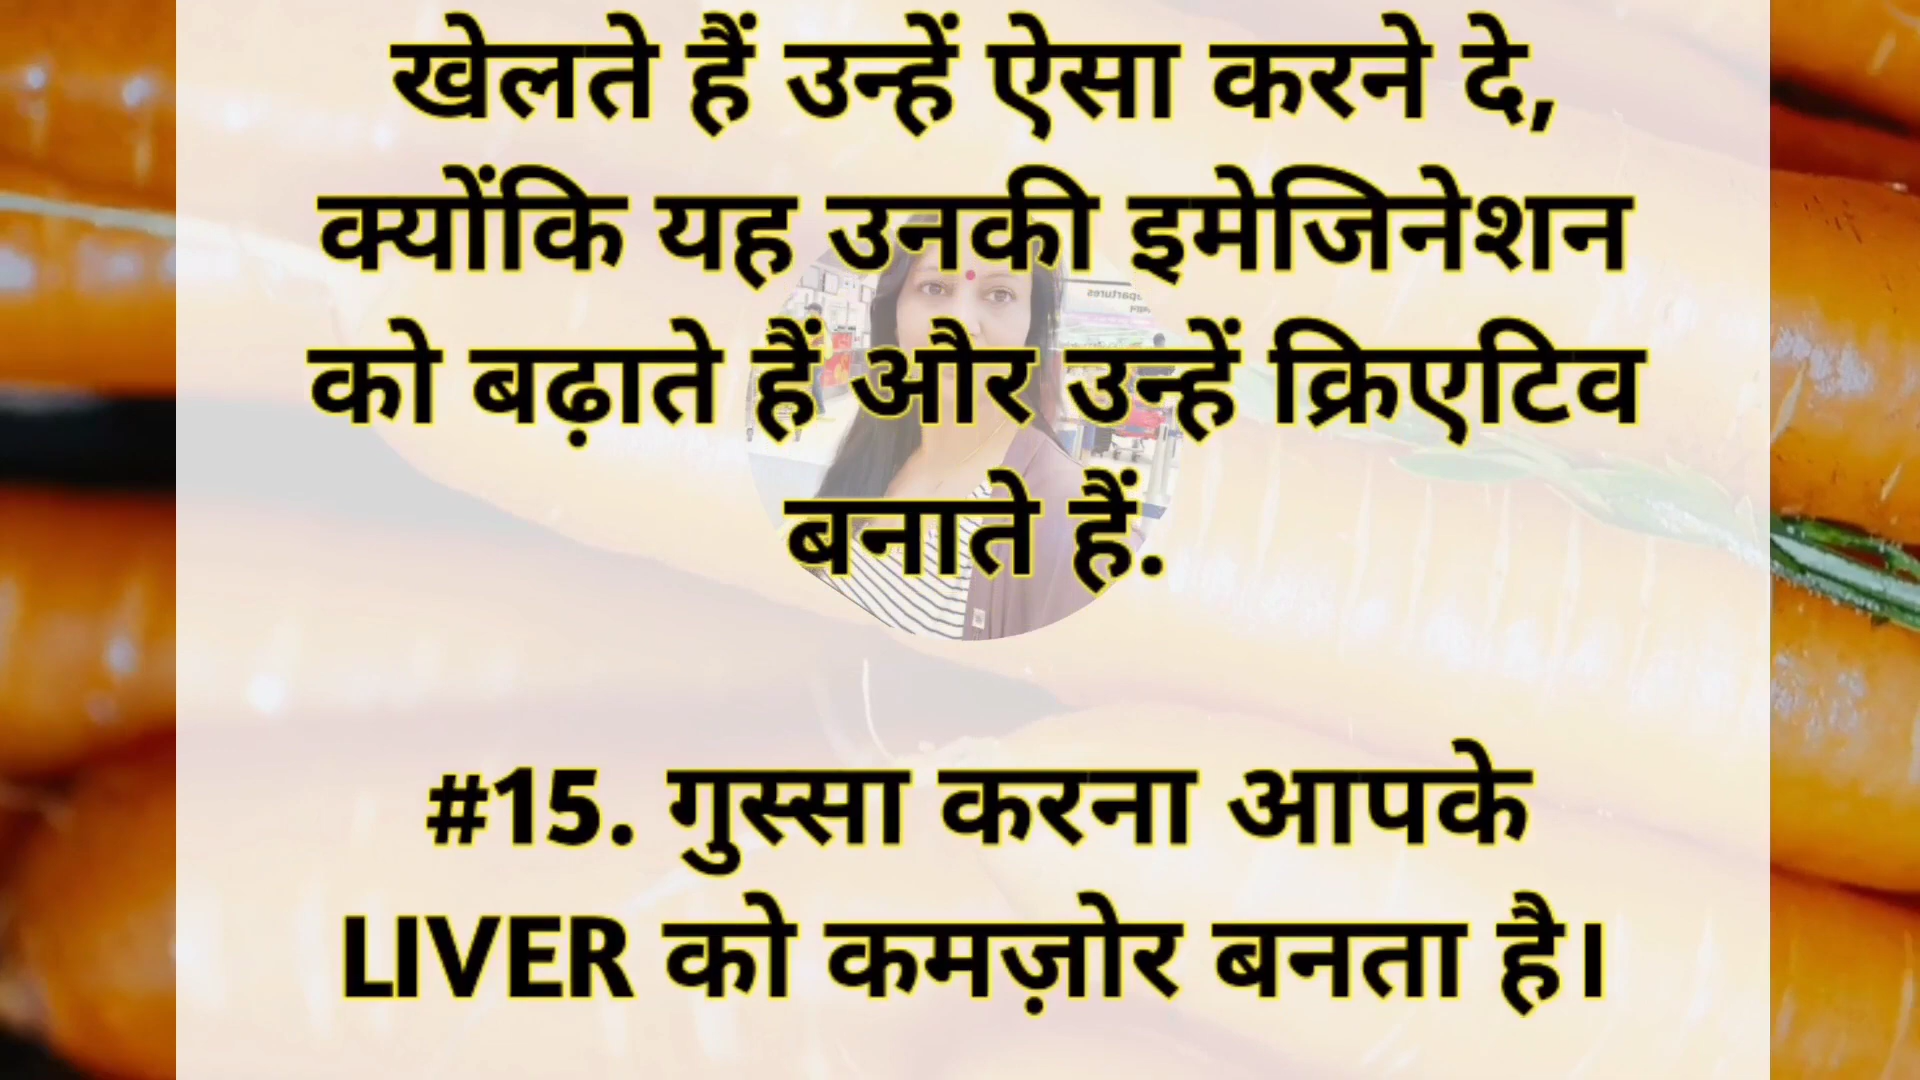 खेलते हैं उन्हें ऐसा करने दे,
क्योंकि यह उनकी इमेजिनेशन
को बढ़ाते हैं और उन्हें क्रिएटिव
बनाते हैं.
#15. गुस्सा करना आपके
LIVER को कमज़ोर बनता है।